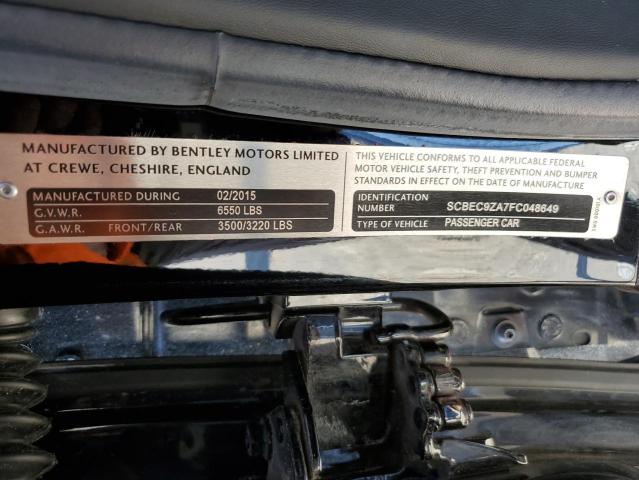 MANUFACTURED BY BENTLEY MOTORS LIMITED
AT CREWE, CHESHIRE, ENGLAND
MANUFACTURED DURING 02/2015
G.V.W.R. 6550 LBS
G.A.W.R. FRONT/REAR 3500/3220 LBS
THIS VEHICLE CONFORMS TO ALL APPLICABLE FEDERAL
MOTOR VEHICLE SAFETY, THEFT PREVENTION AND BUMPER
STANDARDS IN EFFECT ON DATE OF MANUFACTURE
IDENTIFICATION
NUMBER SCBEC9ZA7FC048649
TYPE OF VEHICLE PASSENGER CAR